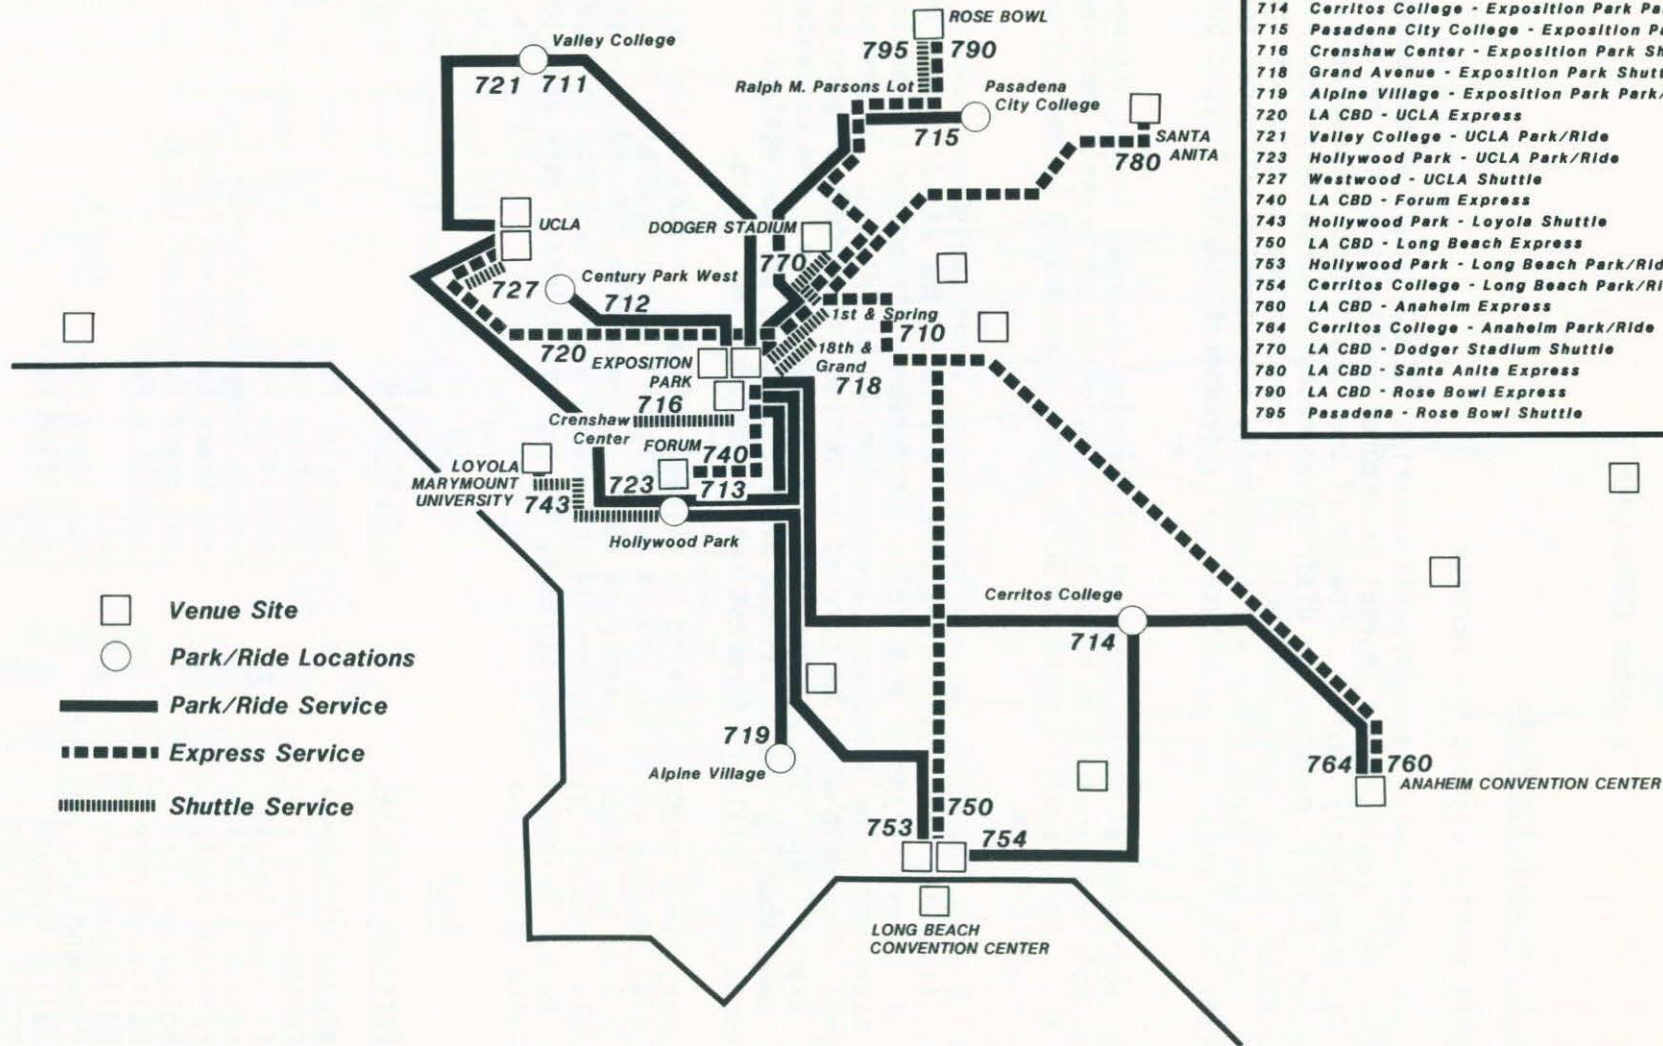 ROSE BOWL
795 790
Valley College
721 711
Ralph M. Parsons Lot
Pasadena
City College
715
SANTA
ANITA
780
UCLA
DODGER STADIUM
770
727
Century Park West
712
1st & Spring
710
720
18th &
Grand
718
EXPOSITION
PARK
716
Crenshaw
Center
FORUM
740
LOYOLA
MARYMOUNT
UNIVERSITY
743
723
713
Hollywood Park
Cerritos College
714
719
Alpine Village
764 760
ANAHEIM CONVENTION CENTER
753
750
754
LONG BEACH
CONVENTION CENTER
Venue Site
Park/Ride Locations
Park/Ride Service
Express Service
Shuttle Service
714 Cerritos College - Exposition Park
715 Pasadena City College - Exposition
716 Crenshaw Center - Exposition Park
718 Grand Avenue - Exposition Park
719 Alpine Village - Exposition Park Park/
720 LA CBD - UCLA Express
721 Valley College - UCLA Park/Ride
723 Hollywood Park - UCLA Park/Ride
727 Westwood - UCLA Shuttle
740 LA CBD - Forum Express
743 Hollywood Park - Loyola Shuttle
750 LA CBD - Long Beach Express
753 Hollywood Park - Long Beach Park/Rid
754 Cerritos College - Long Beach Park/Ri
760 LA CBD - Anaheim Express
764 Cerritos College - Anaheim Park/Ride
770 LA CBD - Dodger Stadium Shuttle
780 LA CBD - Santa Anita Express
790 LA CBD - Rose Bowl Express
795 Pasadena - Rose Bowl Shuttle